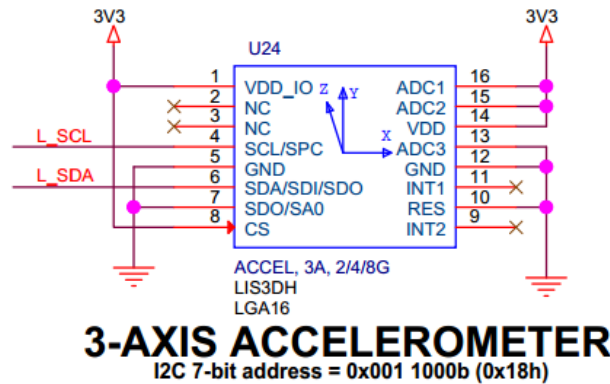 3V3 3V3
U24
1 VDD_IO ADC1 16
2 NC Z Y ADC2 15
3 NC VDD 14
L_SCL 4 SCL/SPC X ADC3 13
5 GND GND 12
L_SDA 6 SDA/SDI/SDO INT1 11
7 SDO/SA0 RES 10
8 CS INT2 9
ACCEL, 3A, 2/4/8G
LIS3DH
LGA16
3-AXIS ACCELEROMETER
I2C 7-bit address = 0x001 1000b (0x18h)